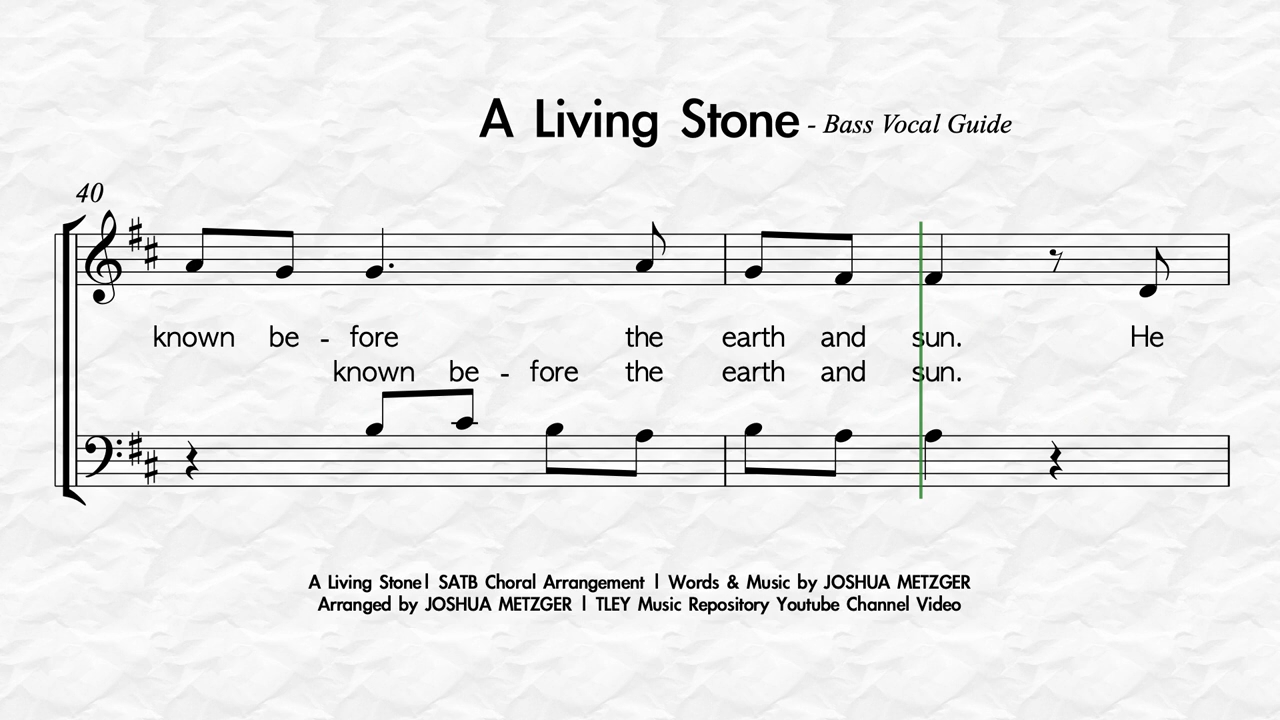 A Living Stone - Bass Vocal Guide
40
known be - fore the earth and sun. He
known be - fore the earth and sun.
A Living Stone| SATB Choral Arrangement | Words & Music by JOSHUA METZGER
Arranged by JOSHUA METZGER | TLEY Music Repository Youtube Channel Video